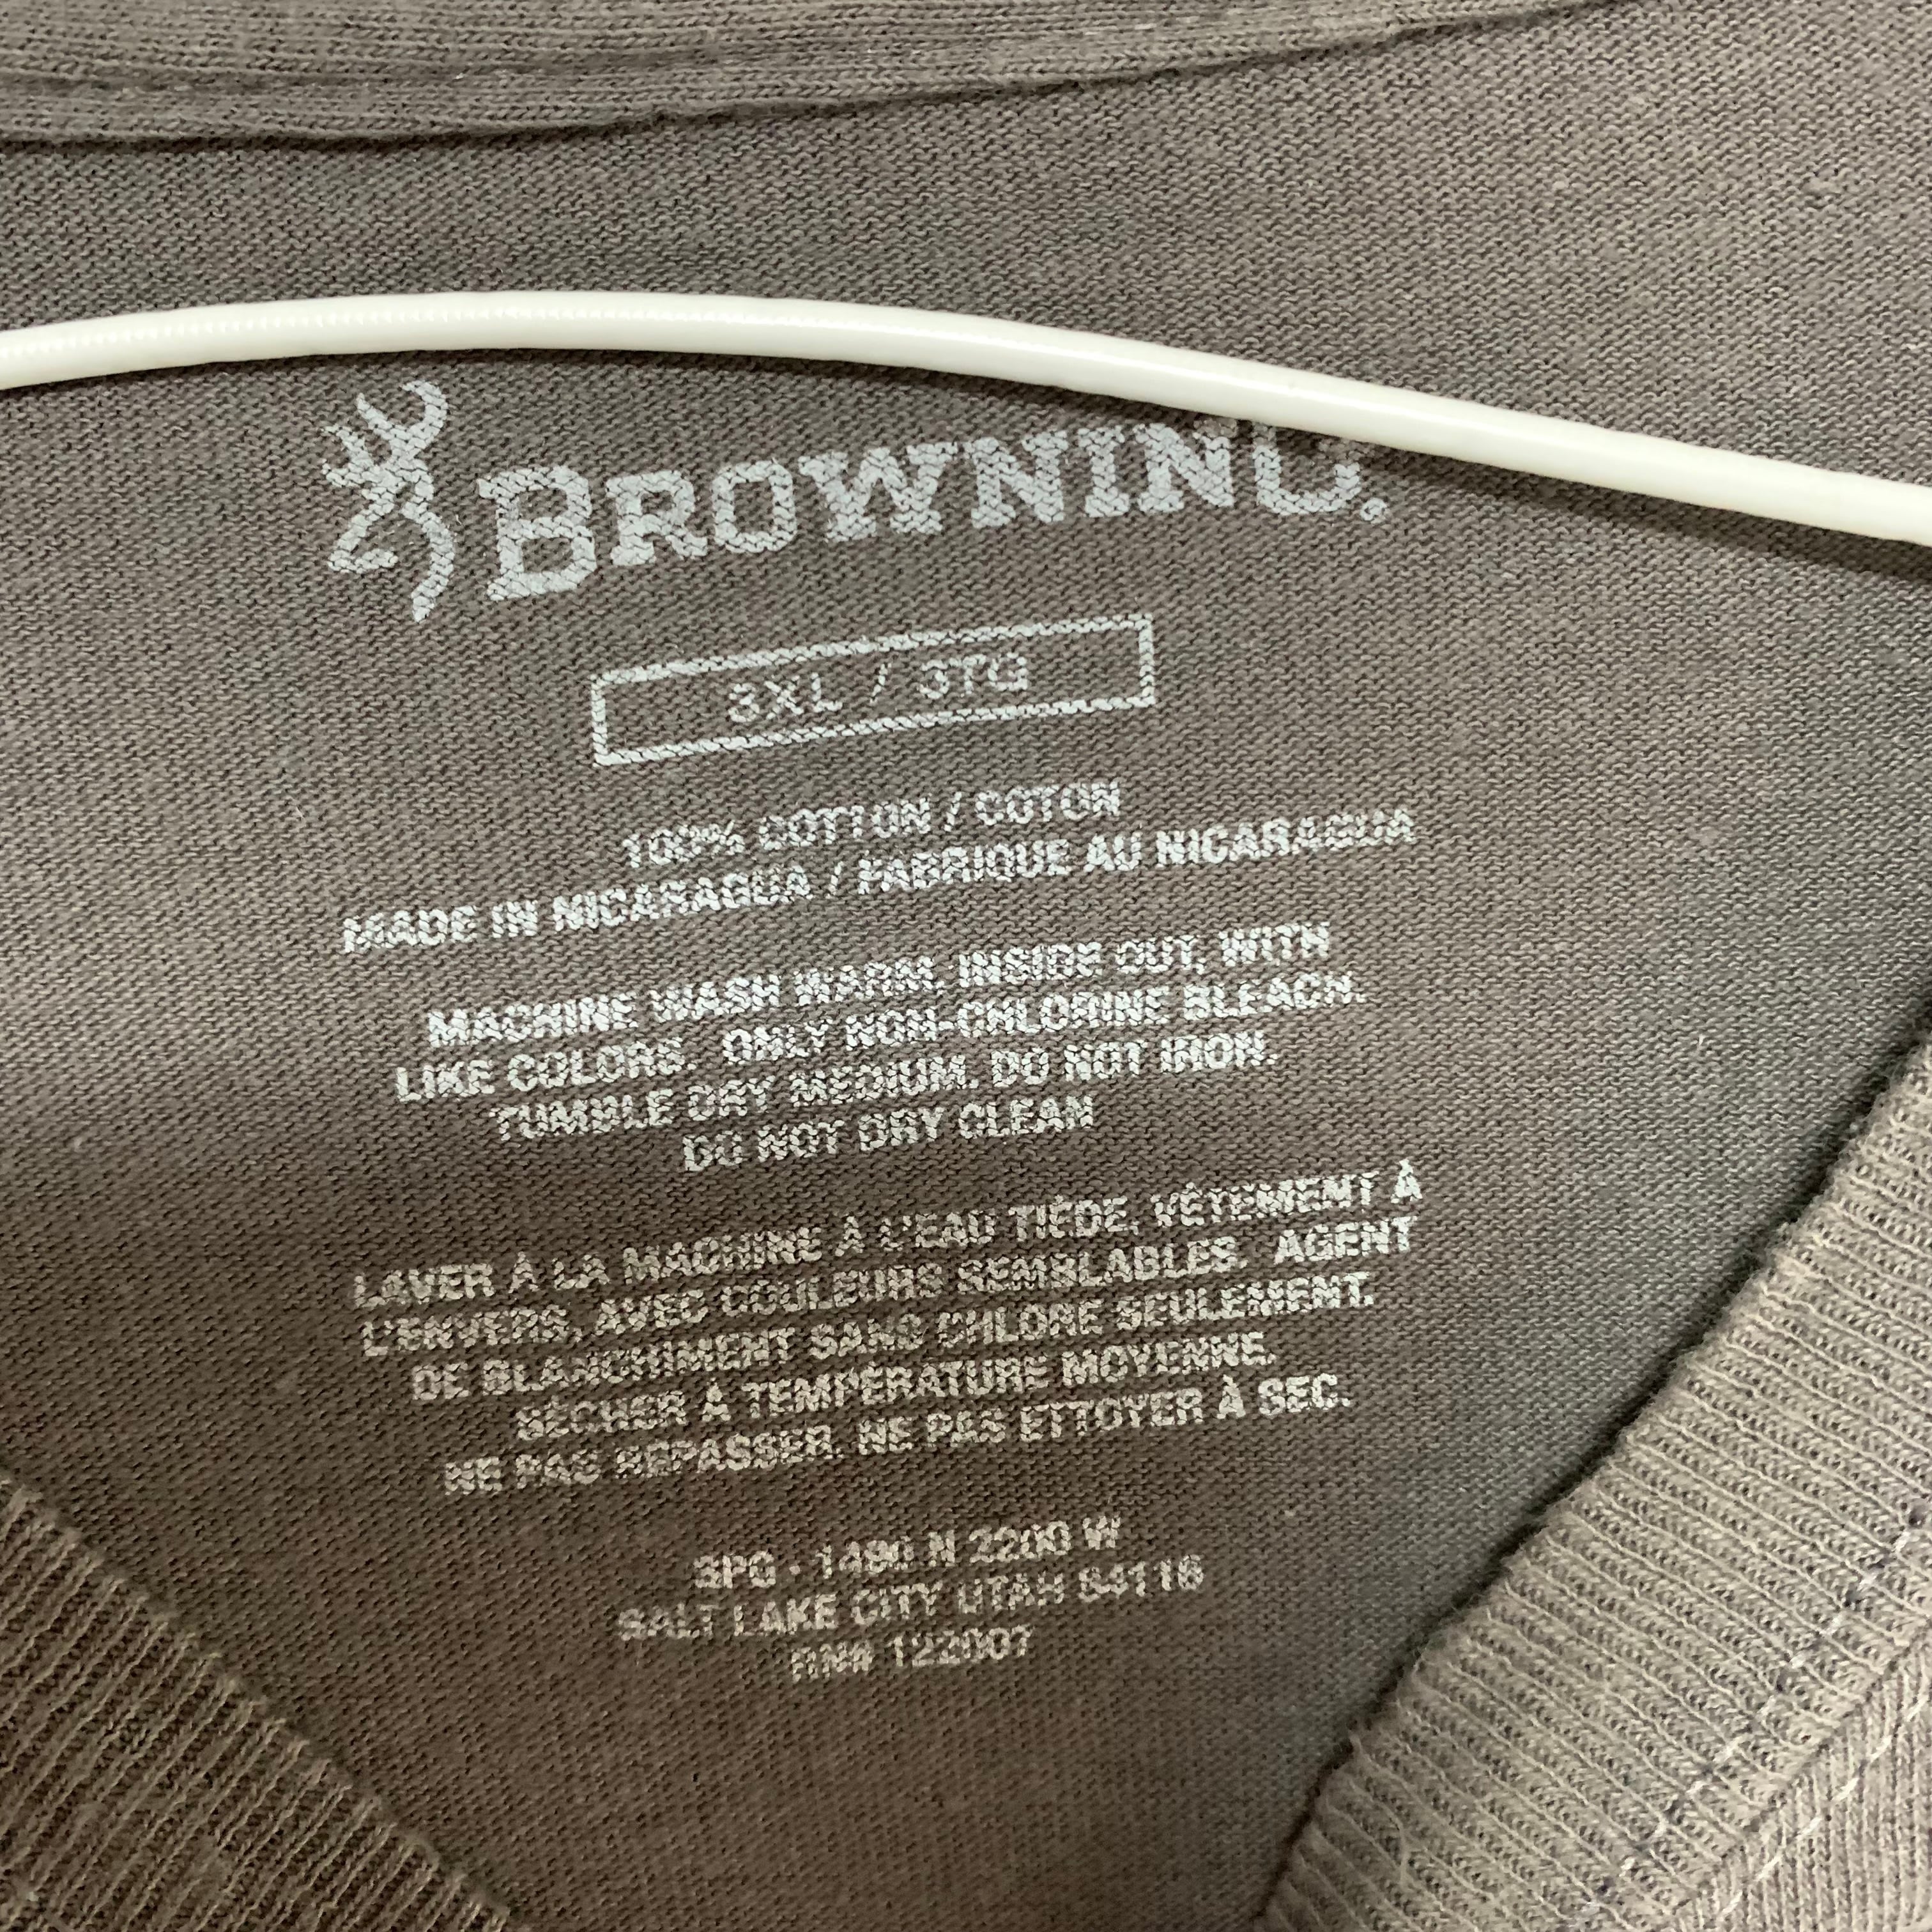 BROWNING.
3XL / 3TG
100% COTTON / COTON
MADE IN NICARAGUA / FABRIQUE AU NICARAGUA
MACHINE WASH WARM. INSIDE OUT, WITH
LIKE COLORS. ONLY NON-CHLORINE BLEACH.
TUMBLE DRY MEDIUM. DO NOT IRON.
DO NOT DRY CLEAN
LAVER À LA MACHINE À L'EAU TIÉDE, VÊTEMENT À
L'ENVERS, AVEC COULEURS SEMBLABLES. AGENT
DE BLANCHIMENT SANS CHLORE SEULEMENT.
SÉCHER À TEMPÉRATURE MOYENNE.
NE PAS REPASSER. NE PAS ETTOYER À SEC.
SPG - 1480 N 2200 W
SALT LAKE CITY UTAH 84116
RN# 122007